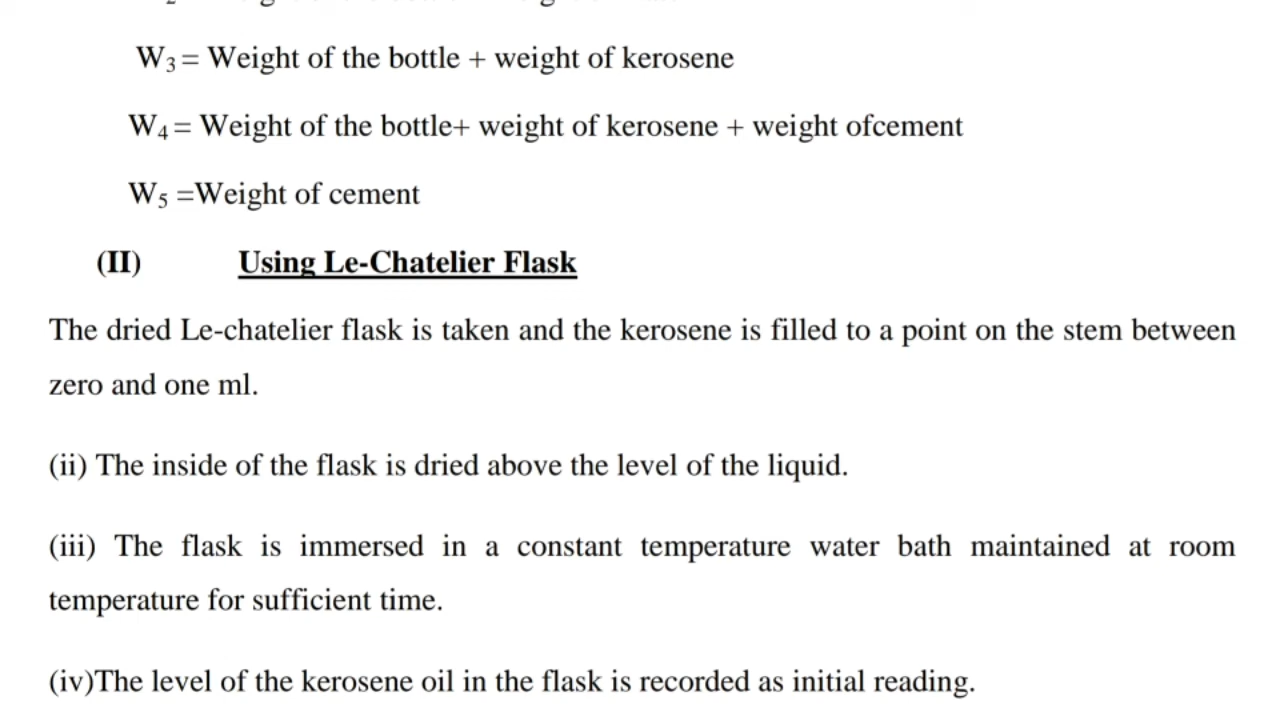 W3 = Weight of the bottle + weight of kerosene
W4 = Weight of the bottle+ weight of kerosene + weight ofcement
W5 =Weight of cement
(II) Using Le-Chatelier Flask
The dried Le-chatelier flask is taken and the kerosene is filled to a point on the stem between
zero and one ml.
(ii) The inside of the flask is dried above the level of the liquid.
(iii) The flask is immersed in a constant temperature water bath maintained at room
temperature for sufficient time.
(iv)The level of the kerosene oil in the flask is recorded as initial reading.